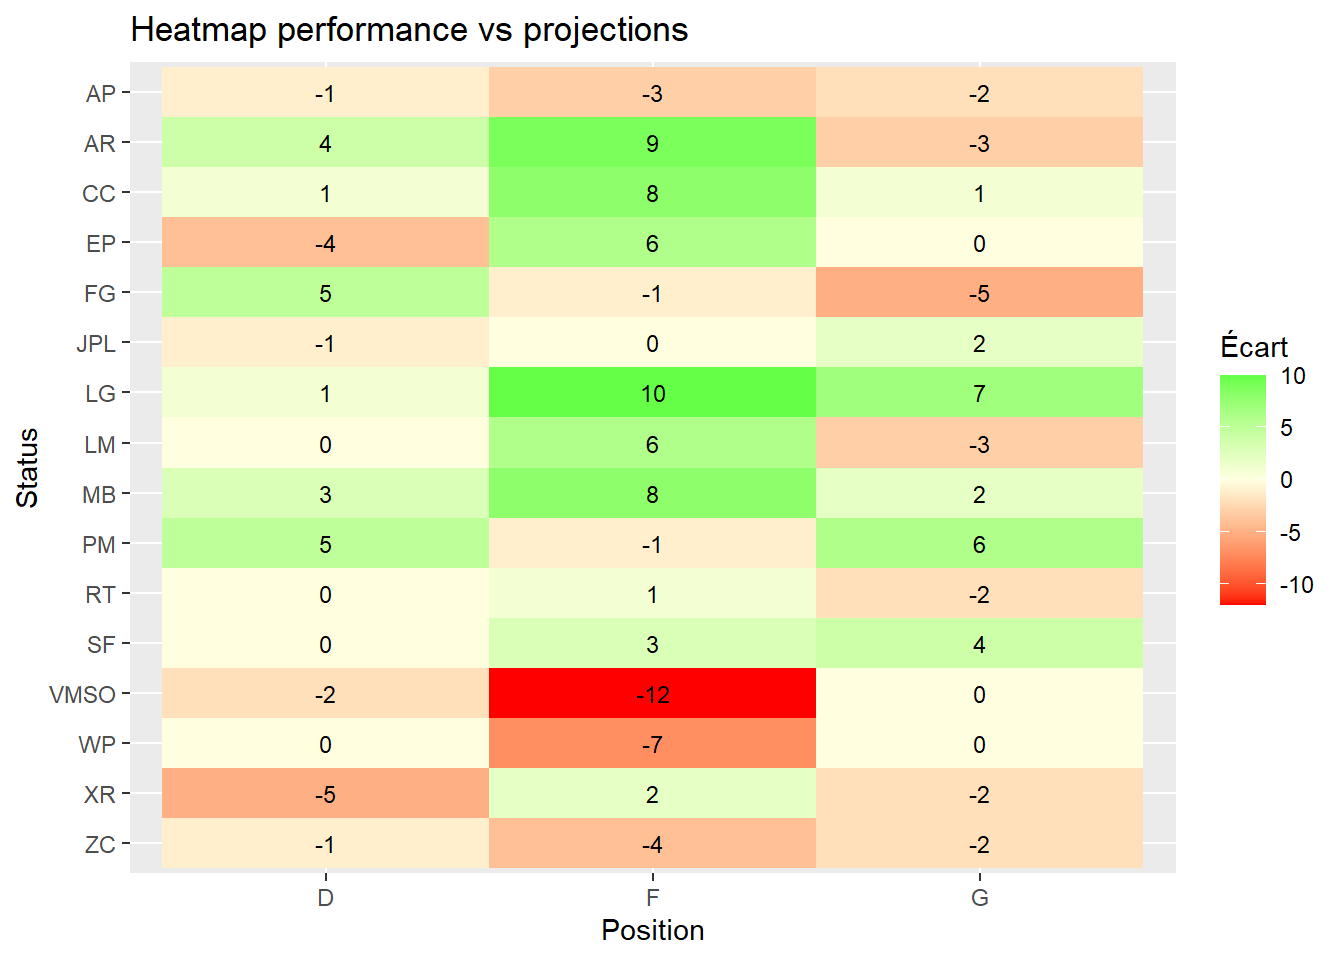 Heatmap performance vs projections
AP -1 -3 -2
AR 4 9 -3
CC 1 8 1
EP -4 6 0
FG 5 -1 -5
JPL -1 0 2
LG 1 10 7
LM 0 6 -3
MB 3 8 2
PM 5 -1 6
RT 0 1 -2
SF 0 3 4
VMSO -2 -12 0
WP 0 -7 0
XR -5 2 -2
ZC -1 -4 -2
D F G
Position
Status
Écart
10
5
0
-5
-10